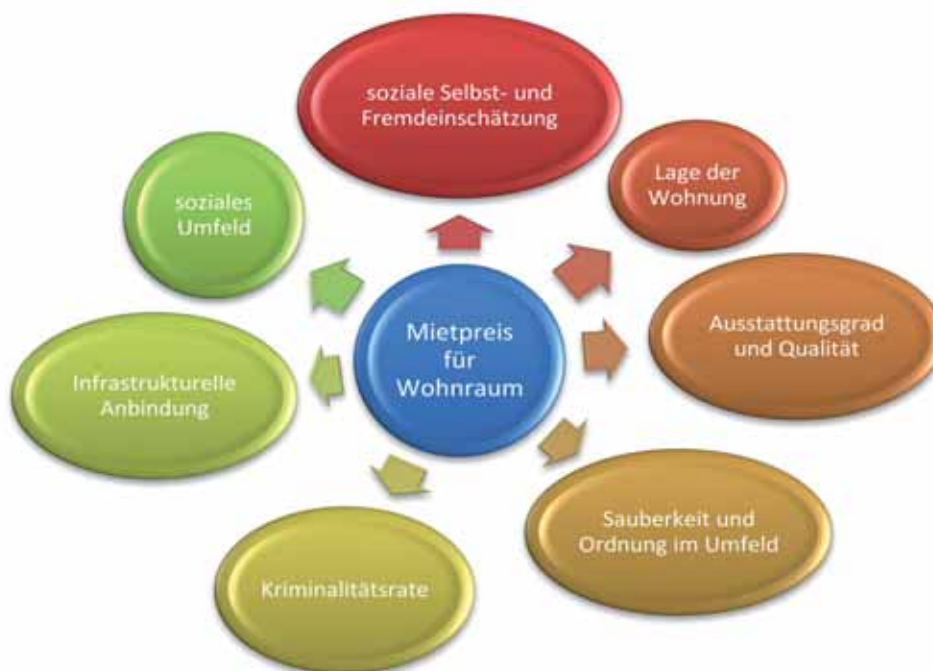 soziale Selbst- und
Fremdeinschätzung
Lage der
Wohnung
soziales
Umfeld
Mietpreis
für
Wohnraum
Ausstattungsgrad
und Qualität
Infrastrukturelle
Anbindung
Sauberkeit und
Ordnung im Umfeld
Kriminalitätsrate